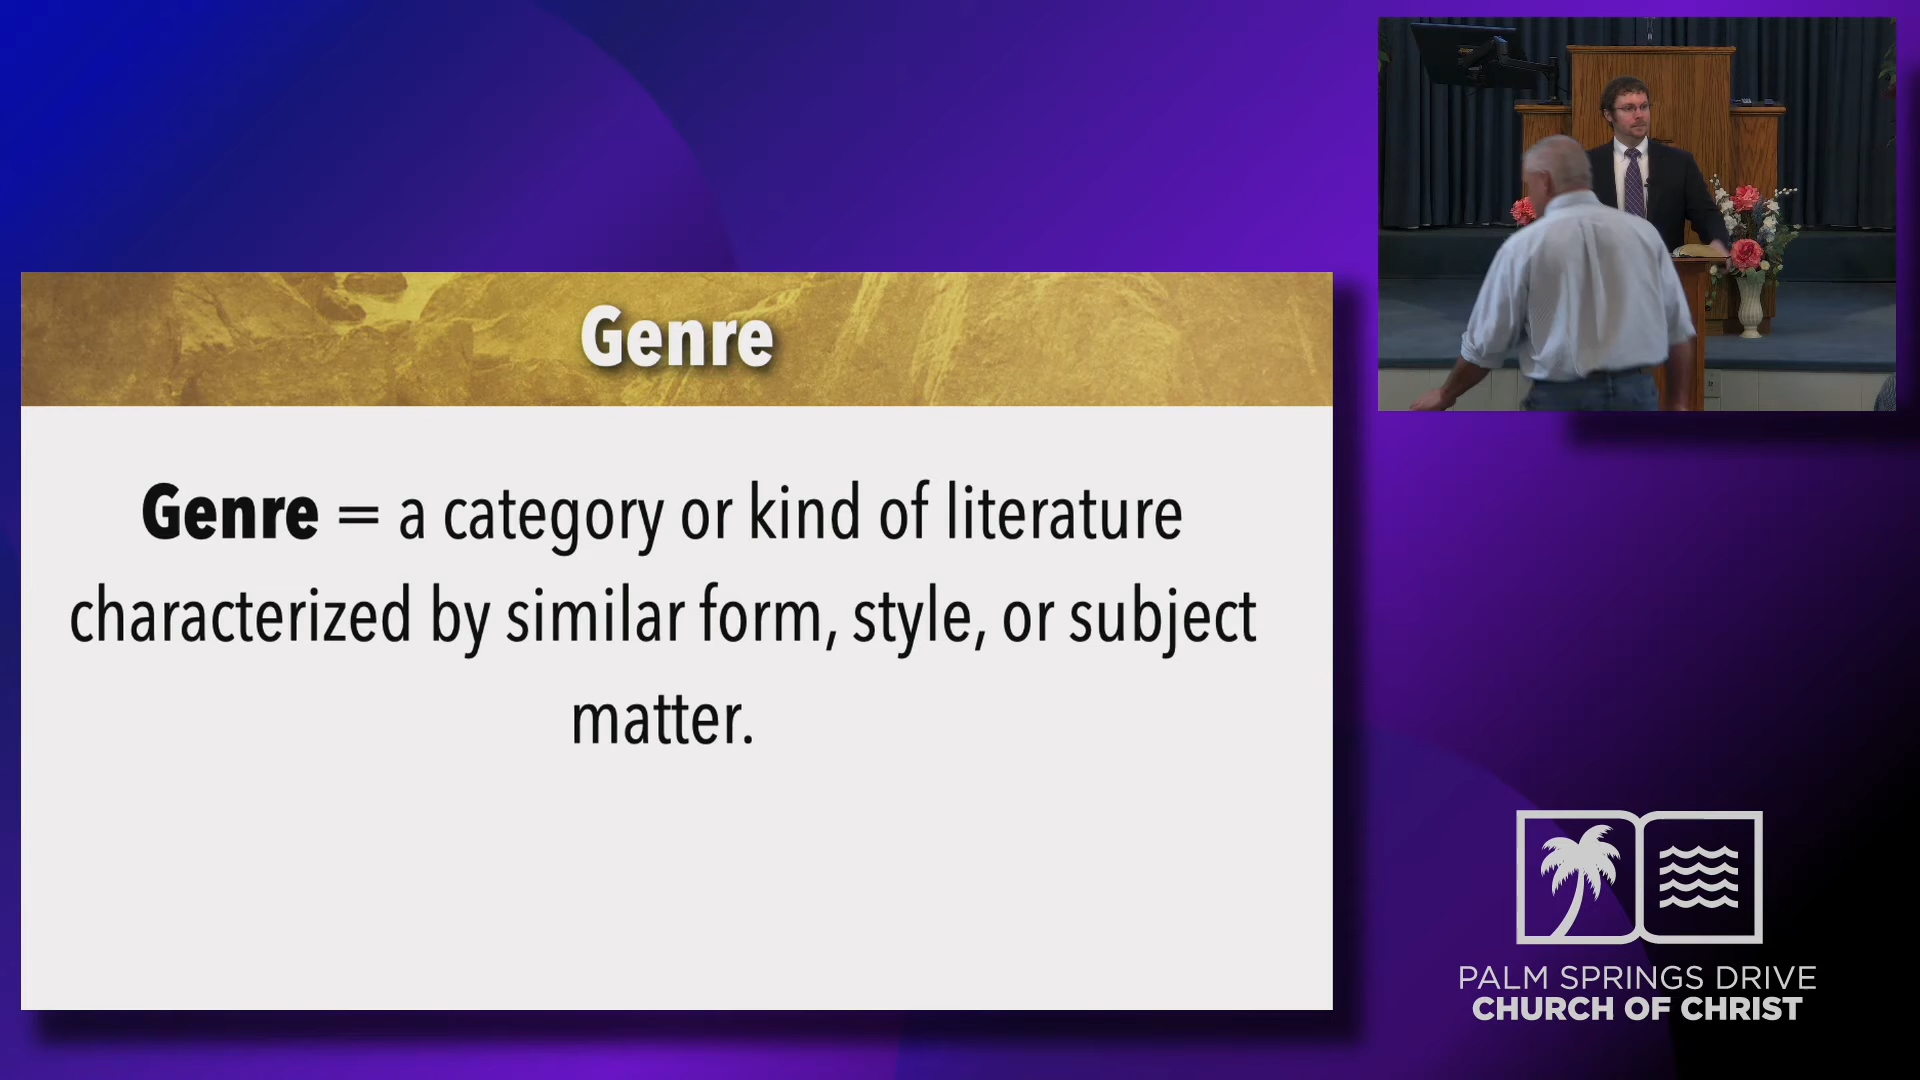 Genre
Genre = a category or kind of literature
characterized by similar form, style, or subject
matter.
PALM SPRINGS DRIVE
CHURCH OF CHRIST